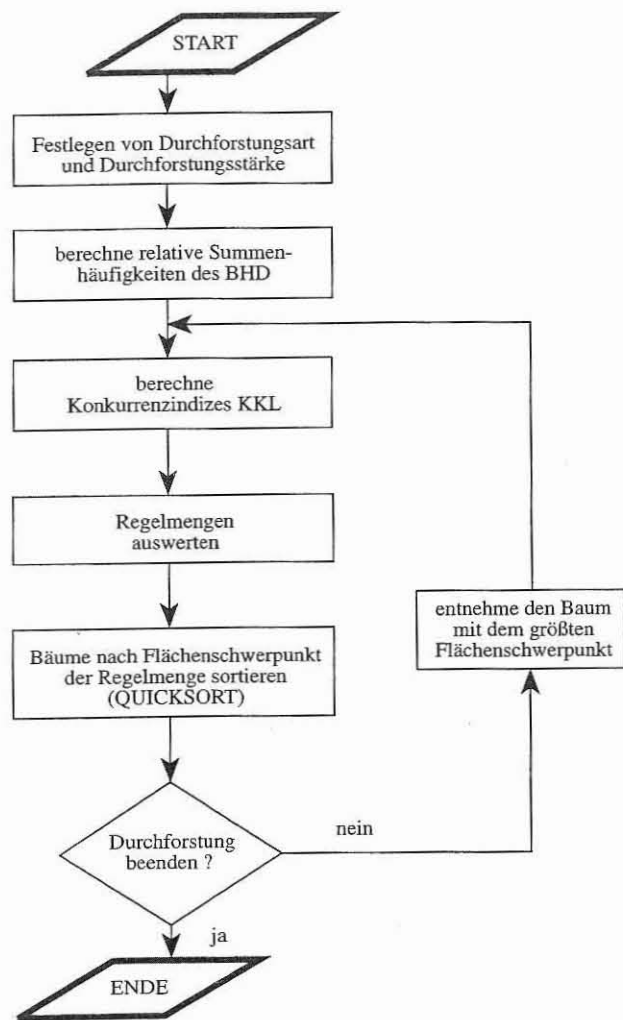 START
Festlegen von Durchforstungsart
und Durchforstungsstärke
berechne relative Summen-
häufigkeiten des BHD
berechne
Konkurrenzindizes KKL
Regelmengen
auswerten
entnehme den Baum
mit dem größten
Flächenschwerpunkt
Bäume nach Flächenschwerpunkt
der Regelmenge sortieren
(QUICKSORT)
Durchforstung
beenden ?
nein
ja
ENDE